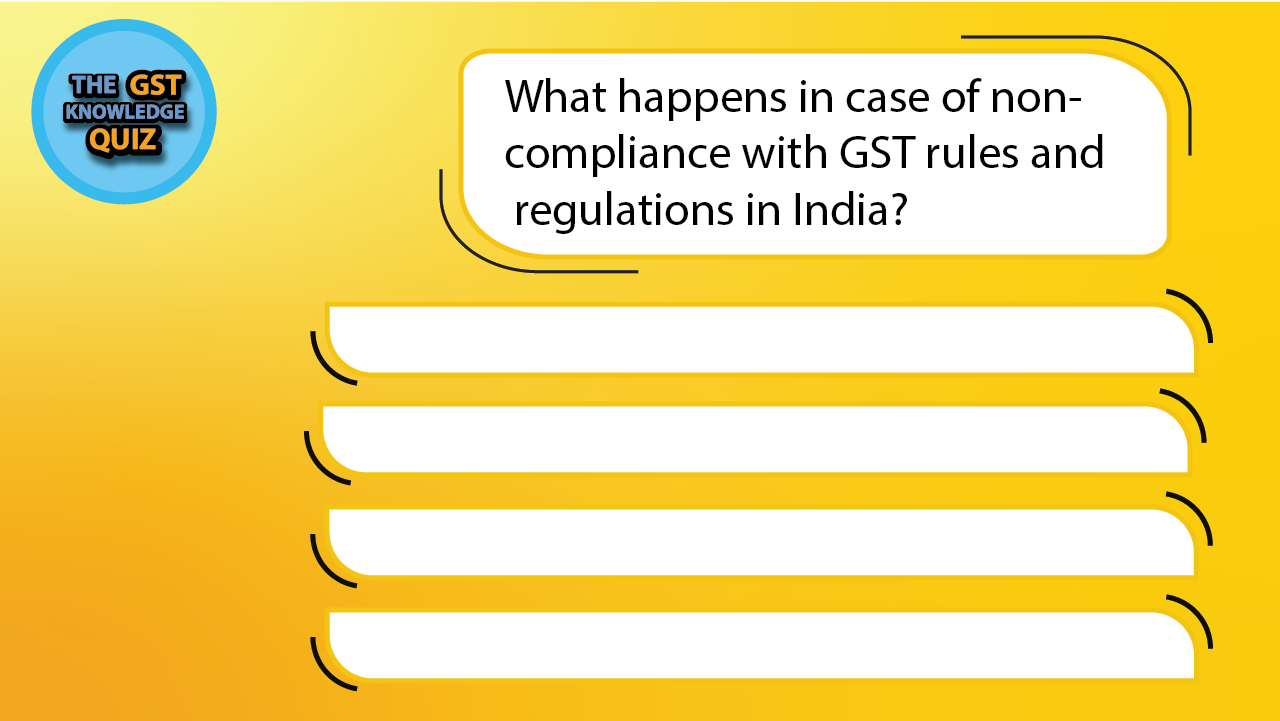 THE GST
KNOWLEDGE
QUIZ
What happens in case of non-
compliance with GST rules and
regulations in India?